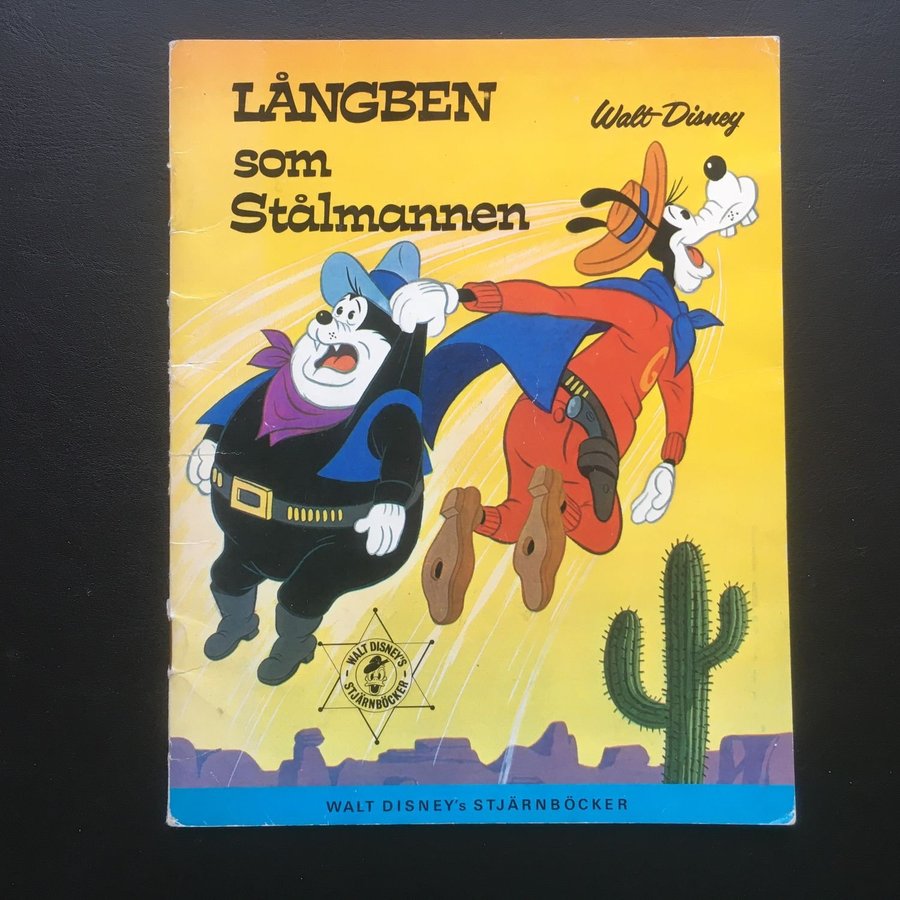 LÅNGBEN
som
Stålmannen
Walt Disney
G
WALT DISNEY'S
STJÄRNBÖCKER
WALT DISNEY's STJÄRNBÖCKER